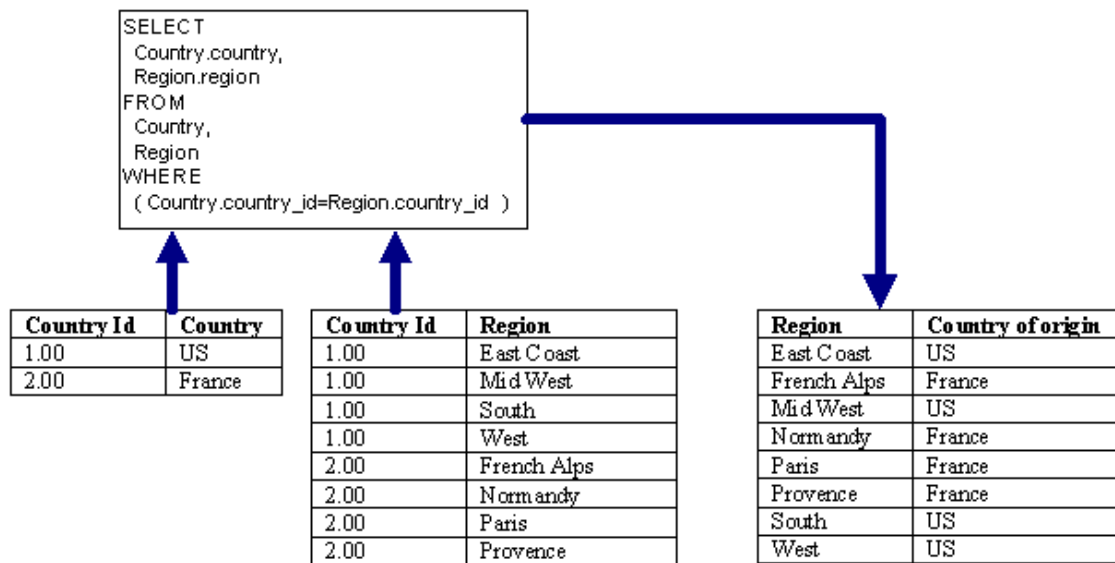 SELECT
Country.country,
Region.region
FROM
Country,
Region
WHERE
( Country.country_id=Region.country_id )
Country Id Country
1.00 US
2.00 France
Country Id Region
1.00 East Coast
1.00 Mid West
1.00 South
1.00 West
2.00 French Alps
2.00 Normandy
2.00 Paris
2.00 Provence
Region Country of origin
East Coast US
French Alps France
Mid West US
Normandy France
Paris France
Provence France
South US
West US